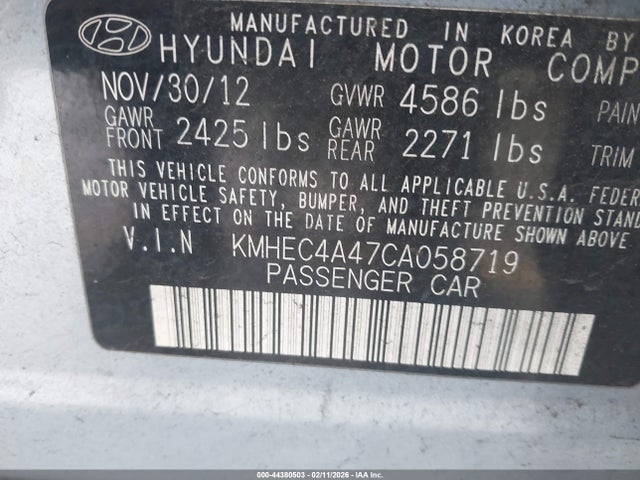 MANUFACTURED IN KOREA BY
HYUNDAI MOTOR COMP
NOV/30/12 GVWR 4586 lbs PAIN
GAWR FRONT 2425 lbs GAWR REAR 2271 lbs TRIM
THIS VEHICLE CONFORMS TO ALL APPLICABLE U.S.A. FEDER
MOTOR VEHICLE SAFETY, BUMPER, AND THEFT PREVENTION STAND
IN EFFECT ON THE DATE OF MANUFACTURE SHOWN ABOVE
V.I.N KMHEC4A47CA058719
PASSENGER CAR
000-44380503 - 02/11/2026 - IAA Inc.